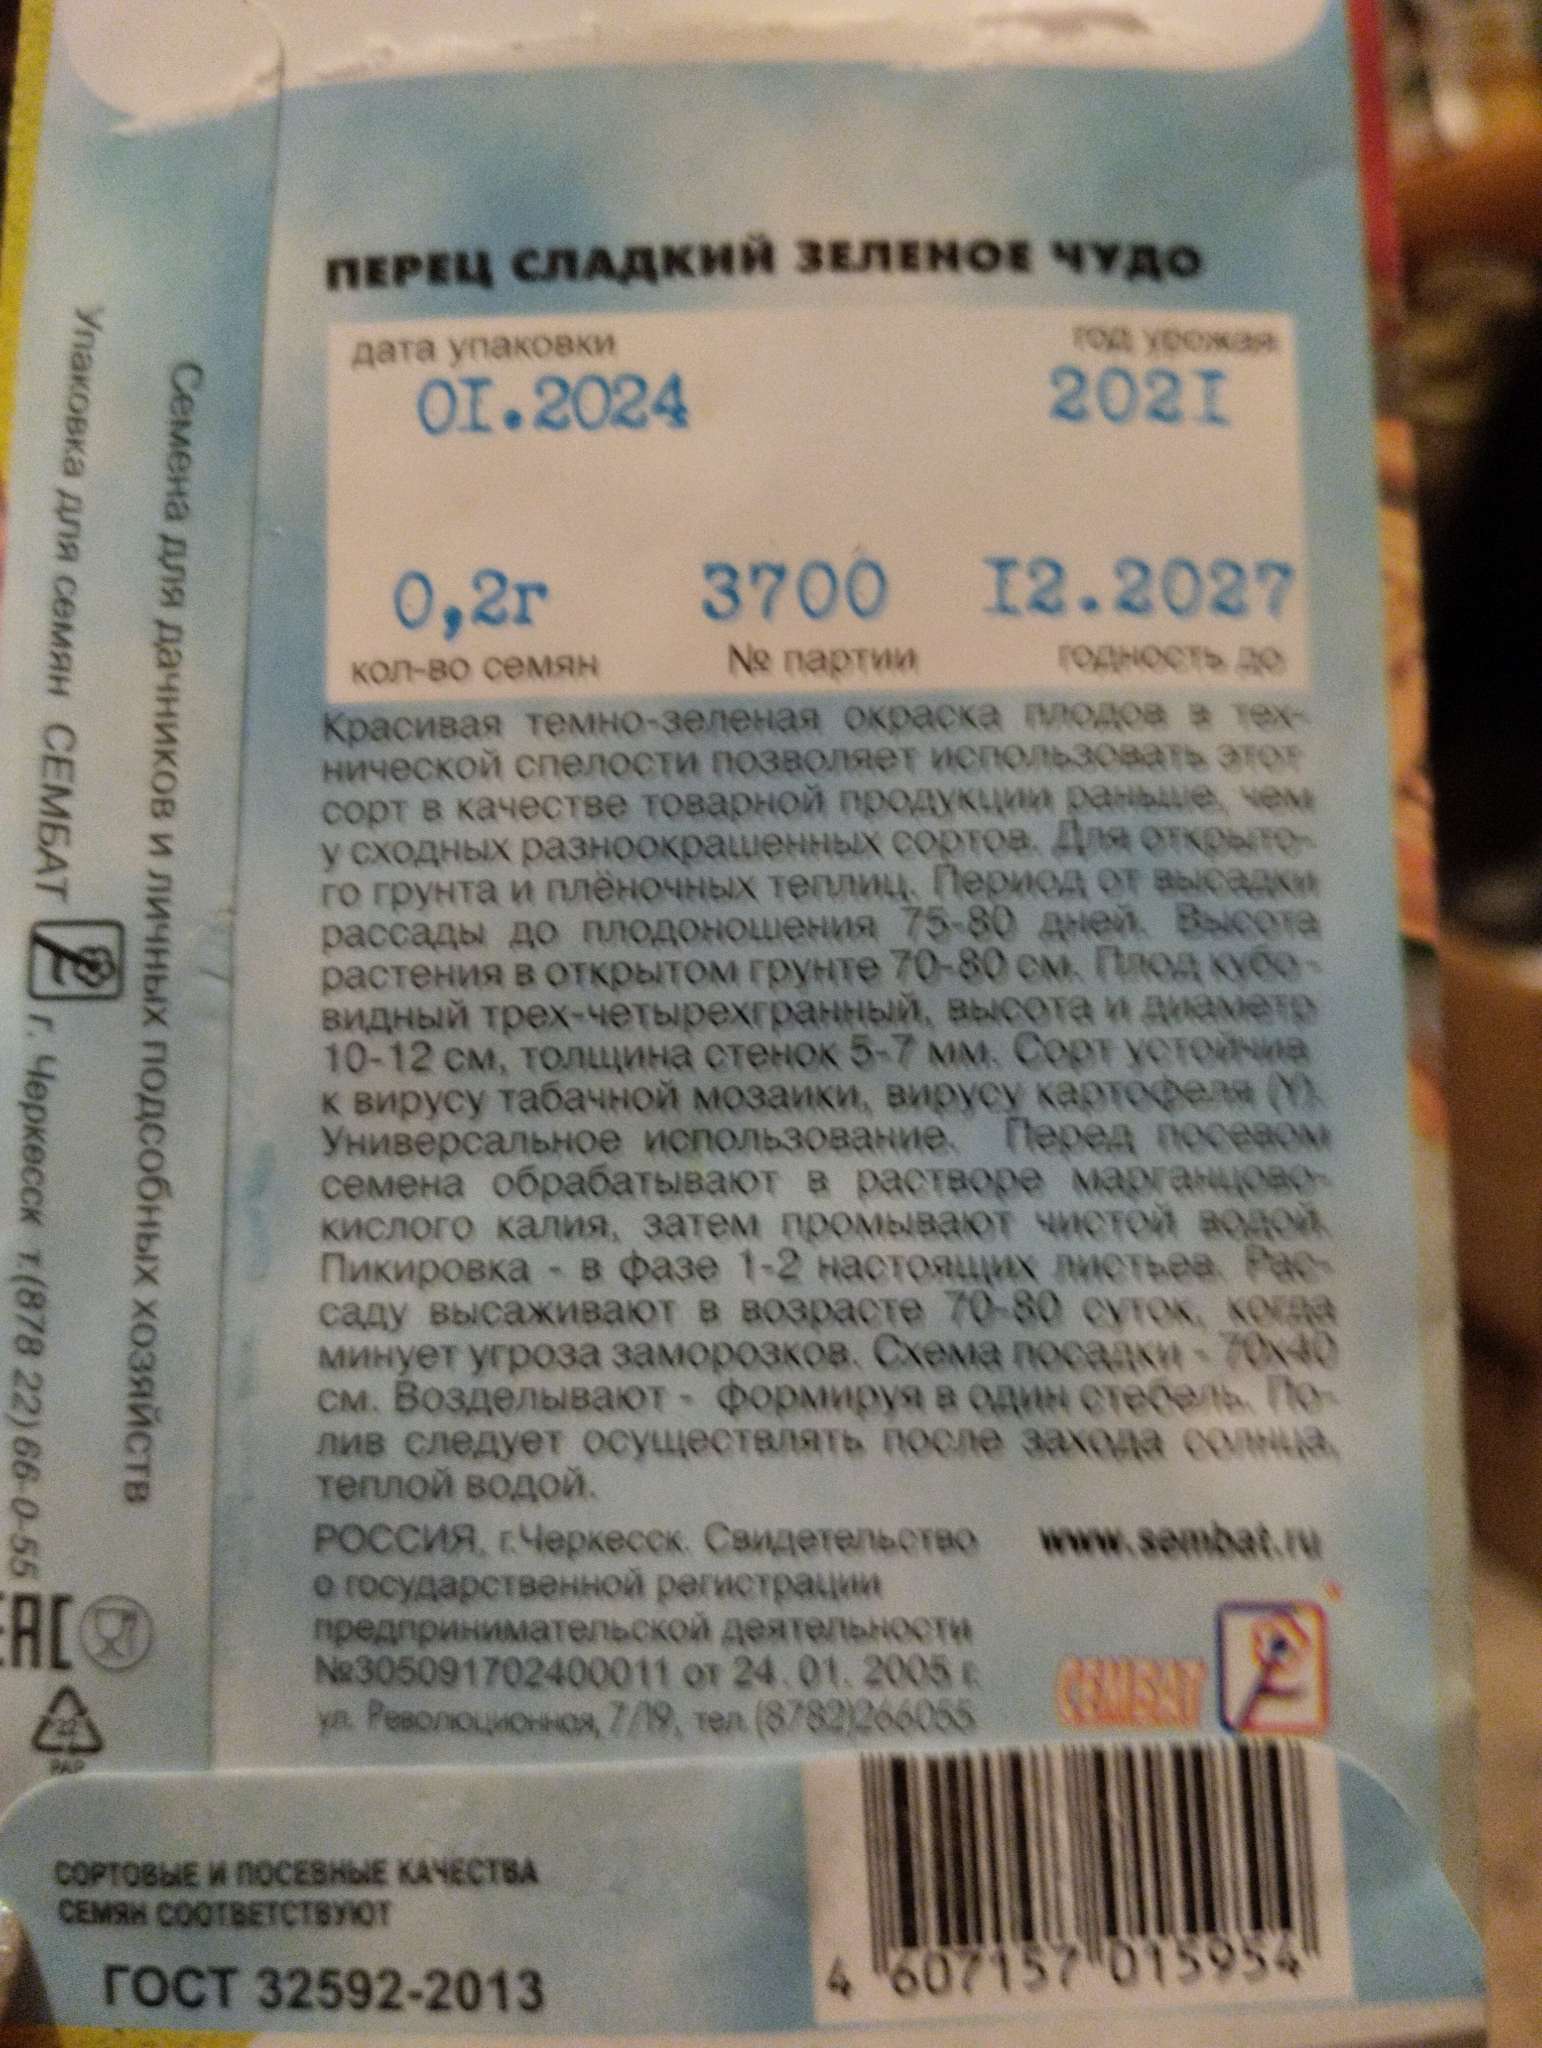 ПЕРЕЦ СЛАДКИЙ ЗЕЛЕНОЕ ЧУДО
дата упаковки год урожая
01.2024 2021
0,2г 3700 12.2027
кол-во семян № партии годность до
Красивая темно-зеленая окраска плодов в тех-
нической спелости позволяет использовать этот
сорт в качестве товарной продукции раньше, чем
у сходных разноокрашенных сортов. Для открыто-
го грунта и плёночных теплиц. Период от высадки
рассады до плодоношения 75-80 дней. Высота
растения в открытом грунте 70-80 см. Плод кубо-
видный трех-четырехгранный, высота и диаметр
10-12 см, толщина стенок 5-7 мм. Сорт устойчив
к вирусу табачной мозаики, вирусу картофеля (Y).
Универсальное использование. Перед посевом
семена обрабатывают в растворе марганцово-
кислого калия, затем промывают чистой водой.
Пикировка - в фазе 1-2 настоящих листьев. Рас-
саду высаживают в возрасте 70-80 суток, когда
минует угроза заморозков. Схема посадки - 70х40
см. Возделывают - формируя в один стебель. По-
лив следует осуществлять после захода солнца,
теплой водой.
РОССИЯ, г.Черкесск. Свидетельство
о государственной регистрации
предпринимательской деятельности
№305091702400011 от 24. 01. 2005 г.
ул. Революционная, 7/19, тел. (8782)266055
www.sembat.ru
СЕМБАТ
Семена для дачников и личных подсобных хозяйств
Упаковка для семян СЕМБАТ г. Черкесск т.(878 22) 66-0-55
EAC
PAP
СОРТОВЫЕ И ПОСЕВНЫЕ КАЧЕСТВА
СЕМЯН СООТВЕТСТВУЮТ
ГОСТ 32592-2013
4 607157 015954